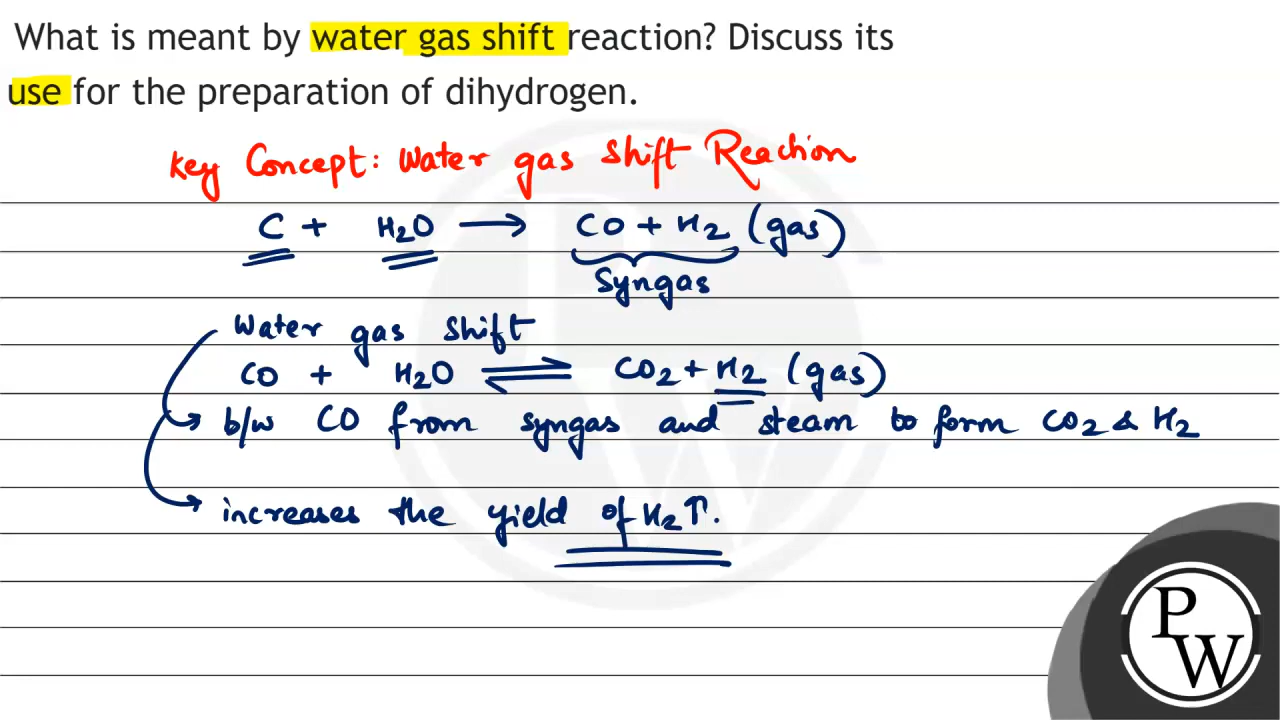 What is meant by water gas shift reaction? Discuss its
use for the preparation of dihydrogen.
Key Concept: Water gas Shift Reaction
C + H₂O → CO + H₂ (gas)
Syngas
Water gas shift
CO + H₂O ⇌ CO₂ + H₂ (gas)
→ b/w CO from syngas and steam to form CO₂ & H₂
→ increases the yield of H₂↑.
P
W